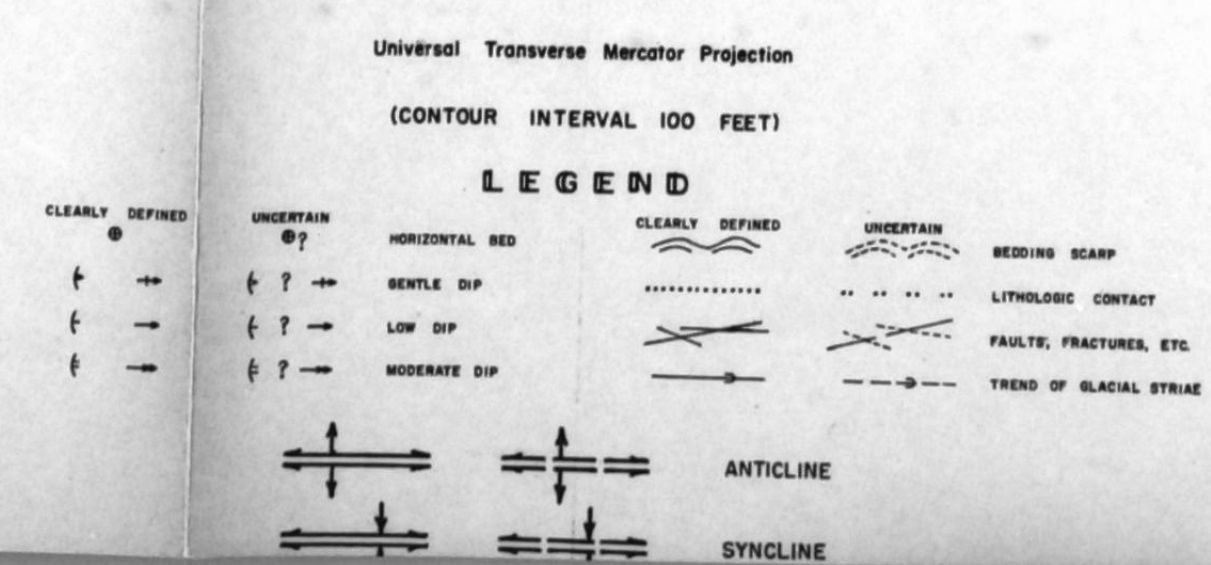 Universal Transverse Mercator Projection
(CONTOUR INTERVAL 100 FEET)
LEGEND
CLEARLY DEFINED
UNCERTAIN
?
HORIZONTAL BED
? GENTLE DIP
? LOW DIP
? MODERATE DIP
CLEARLY DEFINED
UNCERTAIN
BEDDING SCARP
LITHOLOGIC CONTACT
FAULTS, FRACTURES, ETC.
TREND OF GLACIAL STRIAE
ANTICLINE
SYNCLINE